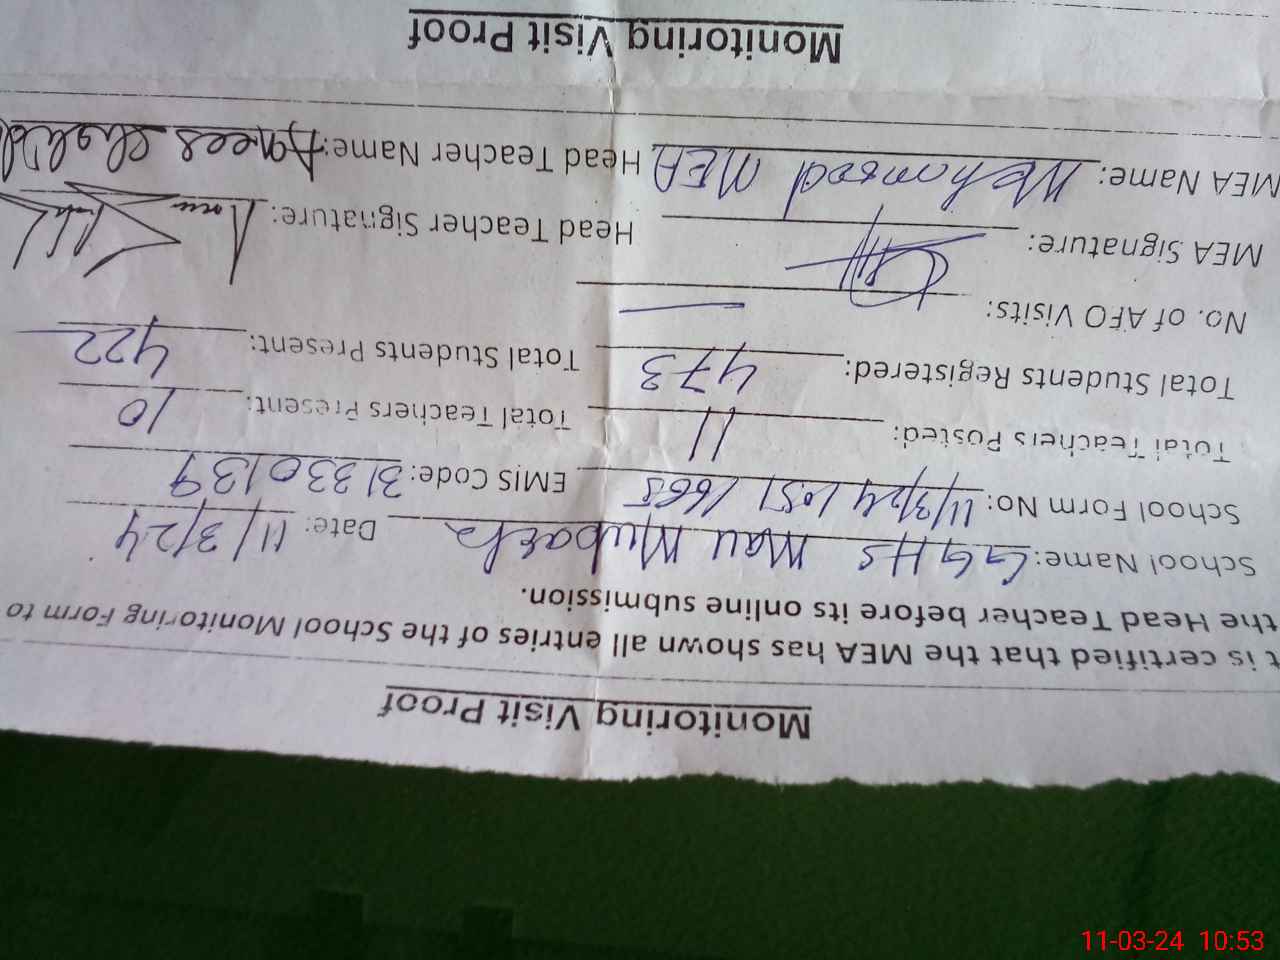 Monitoring Visit Proof
t is certified that the MEA has shown all entries of the School Monitoring Form to
the Head Teacher before its online submission.
School Name: GGHS Mau Mubarik Date: 11/3/24
School Form No: 11/3/24 1051/1665 EMIS Code: 31330139
Total Teachers Posted: 11 Total Teachers Present: 10
Total Students Registered: 473 Total Students Present: 422
No. of AFO Visits: —
MEA Signature: Head Teacher Signature:
MEA Name: Mehmood MEA Head Teacher Name: Anees
Monitoring Visit Proof
11-03-24 10:53